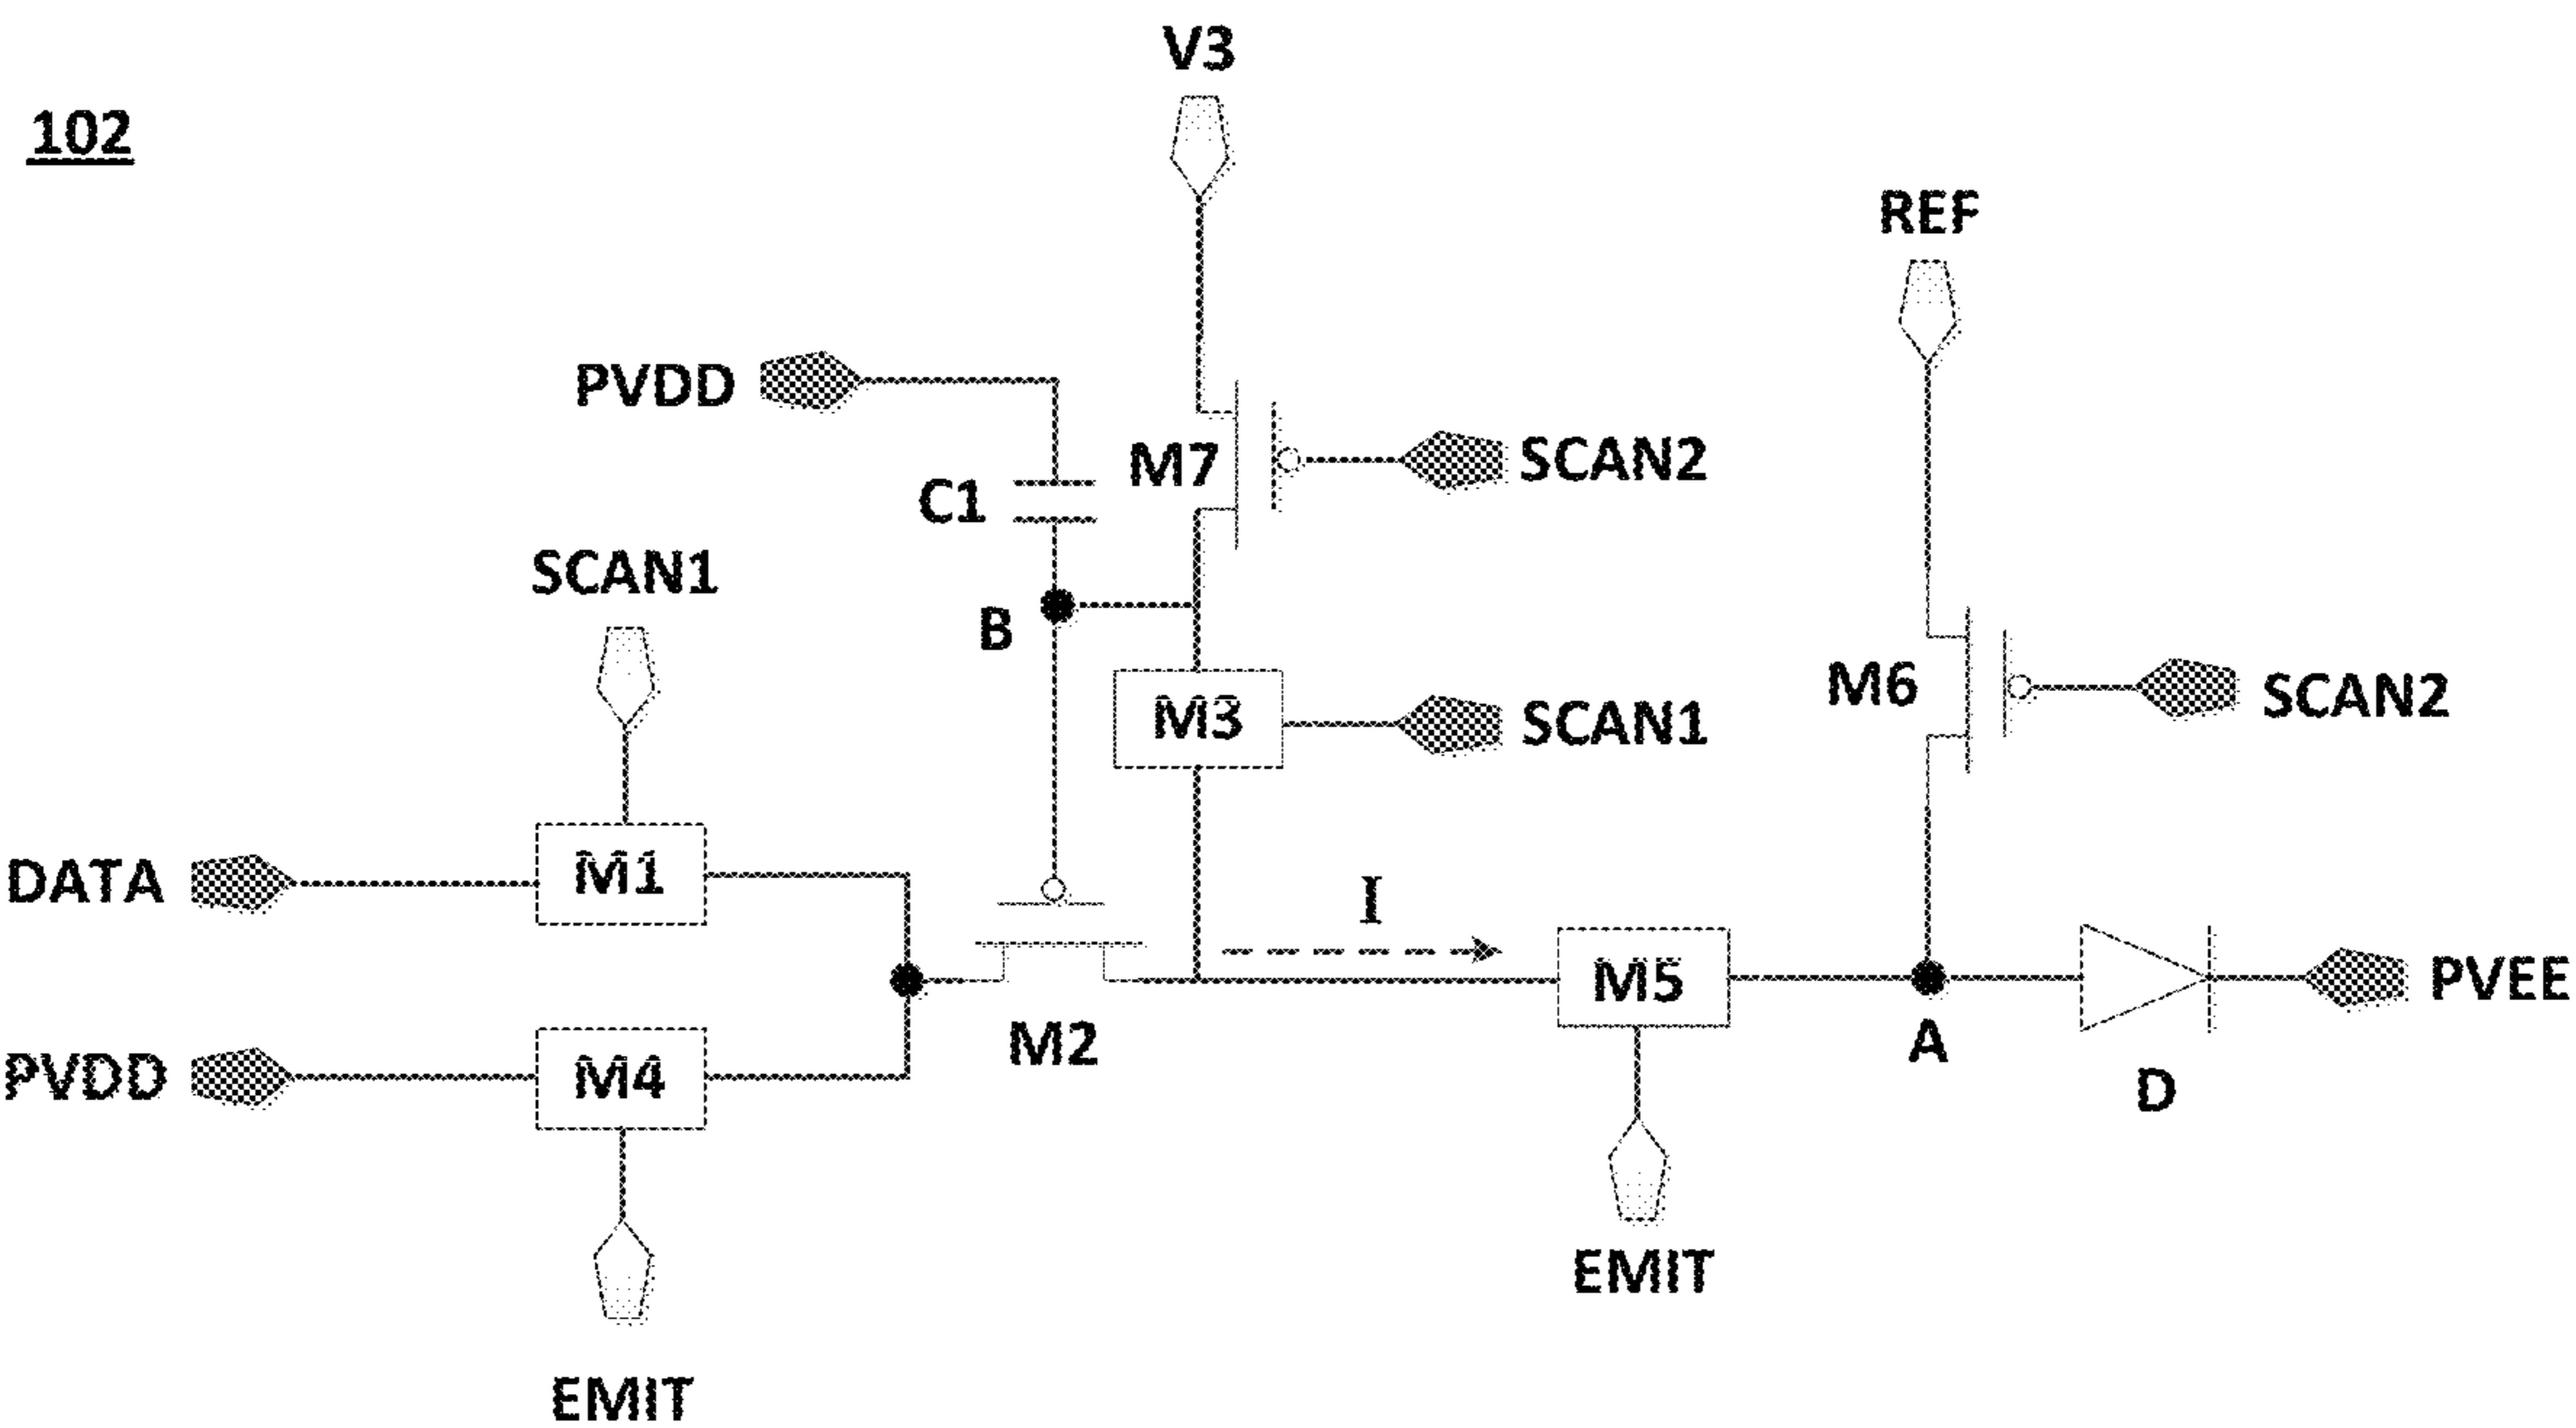 V3
102
REF
PVDD
M7
SCAN2
C1
SCAN1
B
M3
SCAN1
M6
SCAN2
DATA
M1
I
M5
PVEE
M2
A
PVDD
M4
D
EMIT
EMIT